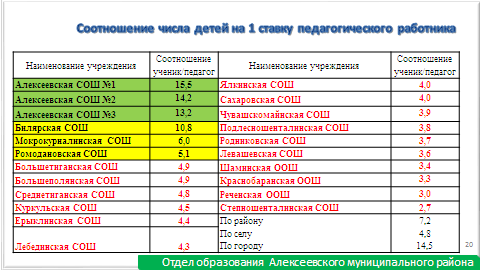 Соотношение числа детей на 1 ставку педагогического работника
Наименование учреждения Соотношение ученик/педагог Наименование учреждения Соотношение ученик/педагог
Алексеевская СОШ №1 15,5 Ялкинская СОШ 4,0
Алексеевская СОШ №2 14,2 Сахаровская СОШ 4,0
Алексеевская СОШ №3 13,2 Чувашскомайнская СОШ 3,9
Билярская СОШ 10,8 Подлесношенталинская СОШ 3,8
Мокрокурналинская СОШ 6,0 Родниковская СОШ 3,7
Ромодановская СОШ 5,1 Левашевская СОШ 3,6
Большетиганская СОШ 4,9 Шаминская ООШ 3,4
Большеполянская СОШ 4,9 Краснобаранская ООШ 3,3
Среднетиганская СОШ 4,8 Реченская ООШ 3,0
Куркульская СОШ 4,5 Степношенталинская СОШ 2,7
Ерыклинская СОШ 4,4 По району 7,2
По селу 4,8
Лебединская СОШ 4,3 По городу 14,5
20
Отдел образования Алексеевского муниципального района